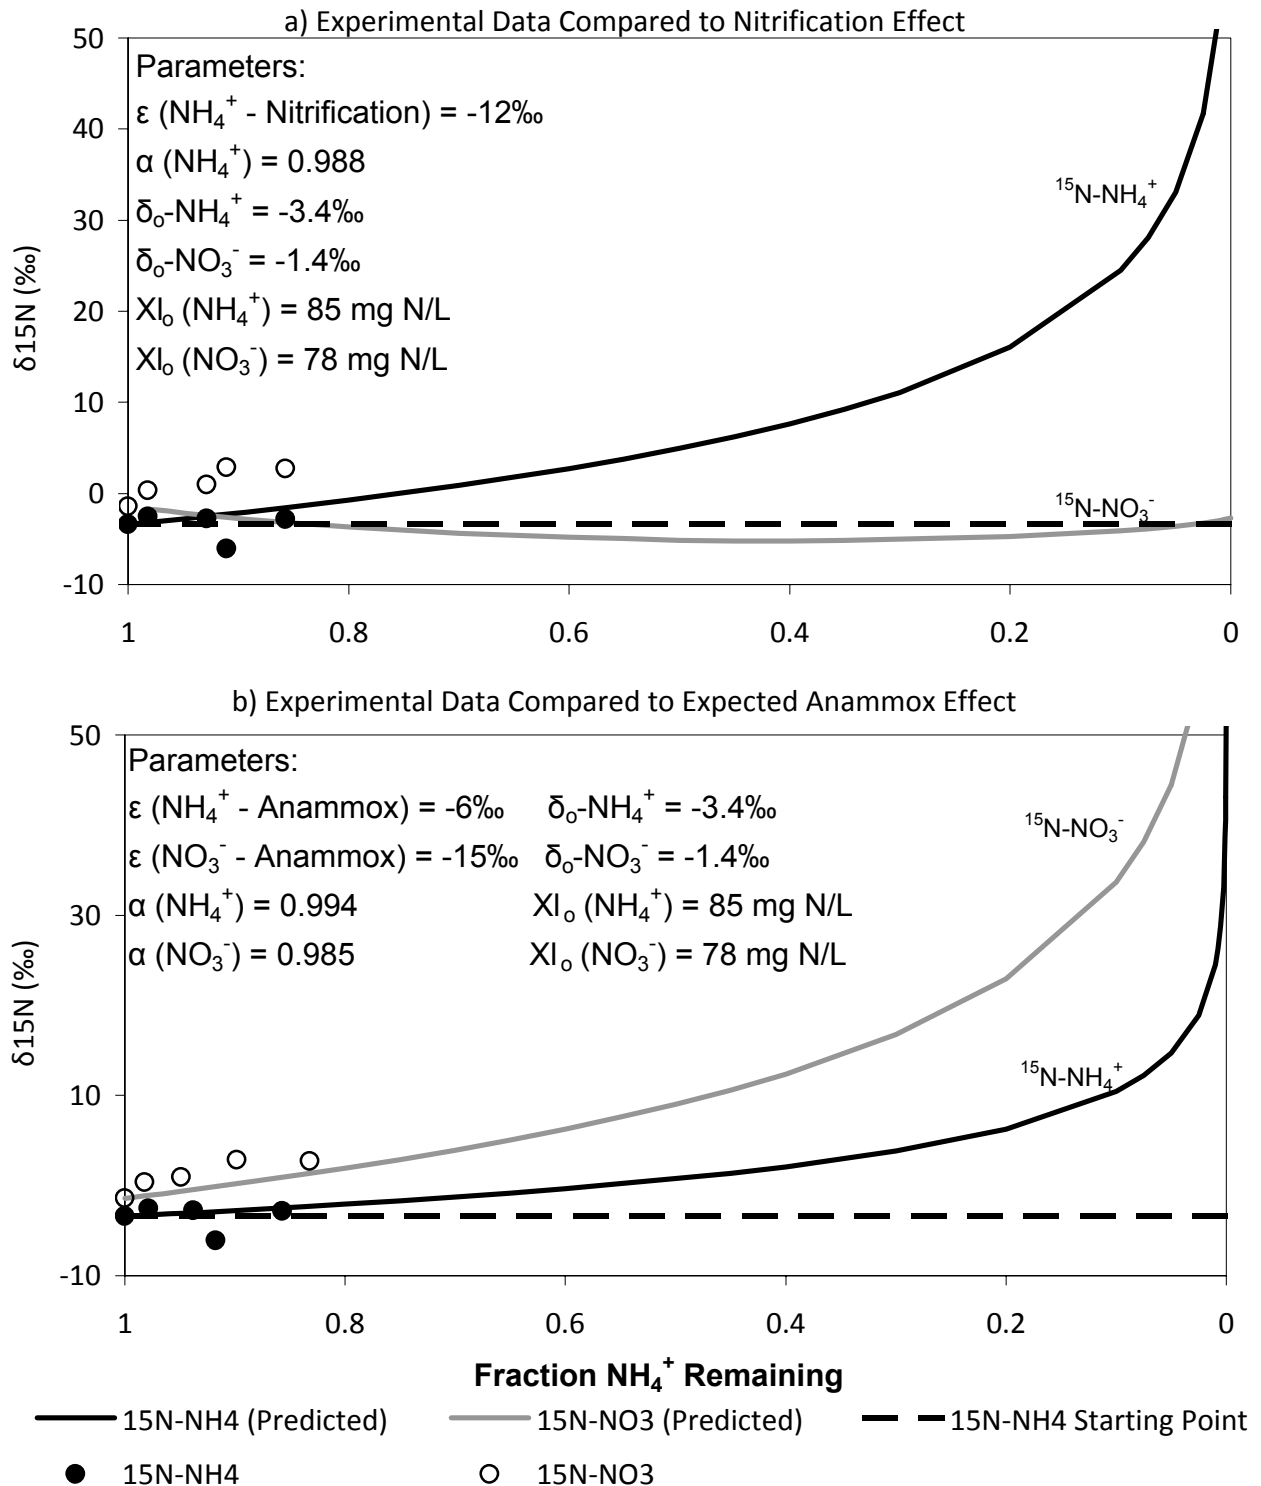 a) Experimental Data Compared to Nitrification Effect
50
Parameters:
ε (NH₄⁺ - Nitrification) = -12‰
40
α (NH₄⁺) = 0.988
¹⁵N-NH₄⁺
30
δₒ-NH₄⁺ = -3.4‰
δₒ-NO₃⁻ = -1.4‰
20
Xlₒ (NH₄⁺) = 85 mg N/L
Xlₒ (NO₃⁻) = 78 mg N/L
10
0
¹⁵N-NO₃⁻
-10
δ15N (‰)
1 0.8 0.6 0.4 0.2 0
b) Experimental Data Compared to Expected Anammox Effect
50
Parameters:
ε (NH₄⁺ - Anammox) = -6‰ δₒ-NH₄⁺ = -3.4‰
¹⁵N-NO₃⁻
ε (NO₃⁻ - Anammox) = -15‰ δₒ-NO₃⁻ = -1.4‰
α (NH₄⁺) = 0.994 Xlₒ (NH₄⁺) = 85 mg N/L
30
α (NO₃⁻) = 0.985 Xlₒ (NO₃⁻) = 78 mg N/L
¹⁵N-NH₄⁺
10
-10
δ15N (‰)
1 0.8 0.6 0.4 0.2 0
Fraction NH₄⁺ Remaining
15N-NH4 (Predicted) 15N-NO3 (Predicted) 15N-NH4 Starting Point
15N-NH4 15N-NO3